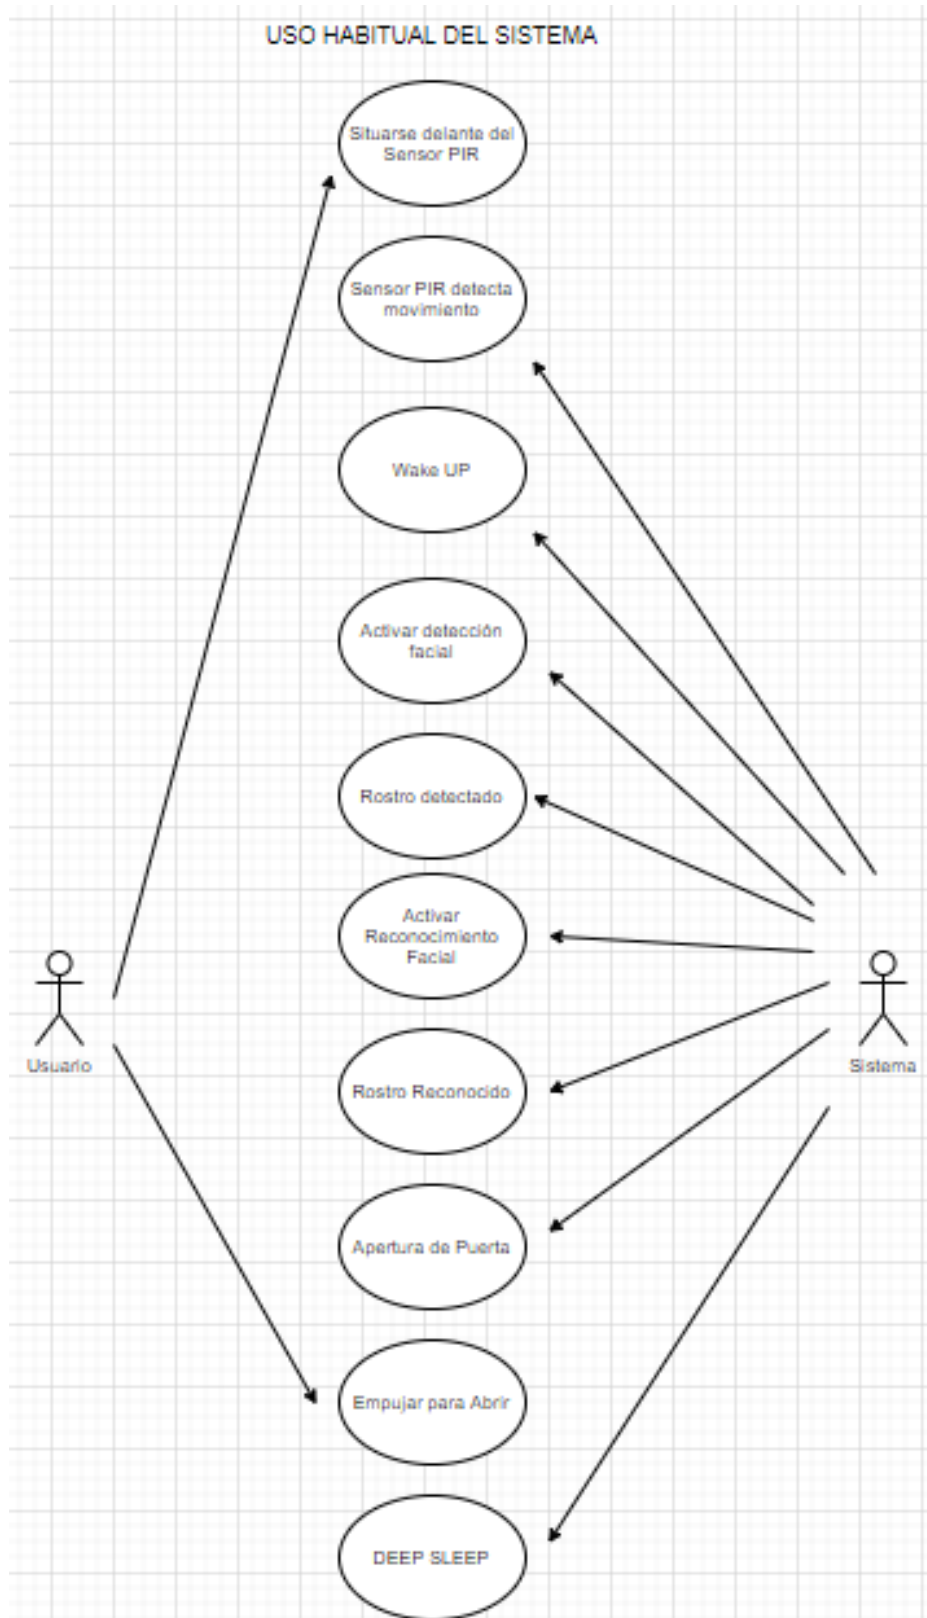 USO HABITUAL DEL SISTEMA
Situarse delante del
Sensor PIR
Sensor PIR detecta
movimiento
Wake UP
Activar detección
facial
Rostro detectado
Activar
Reconocimiento
Facial
Usuario
Sistema
Rostro Reconocido
Apertura de Puerta
Empujar para Abrir
DEEP SLEEP